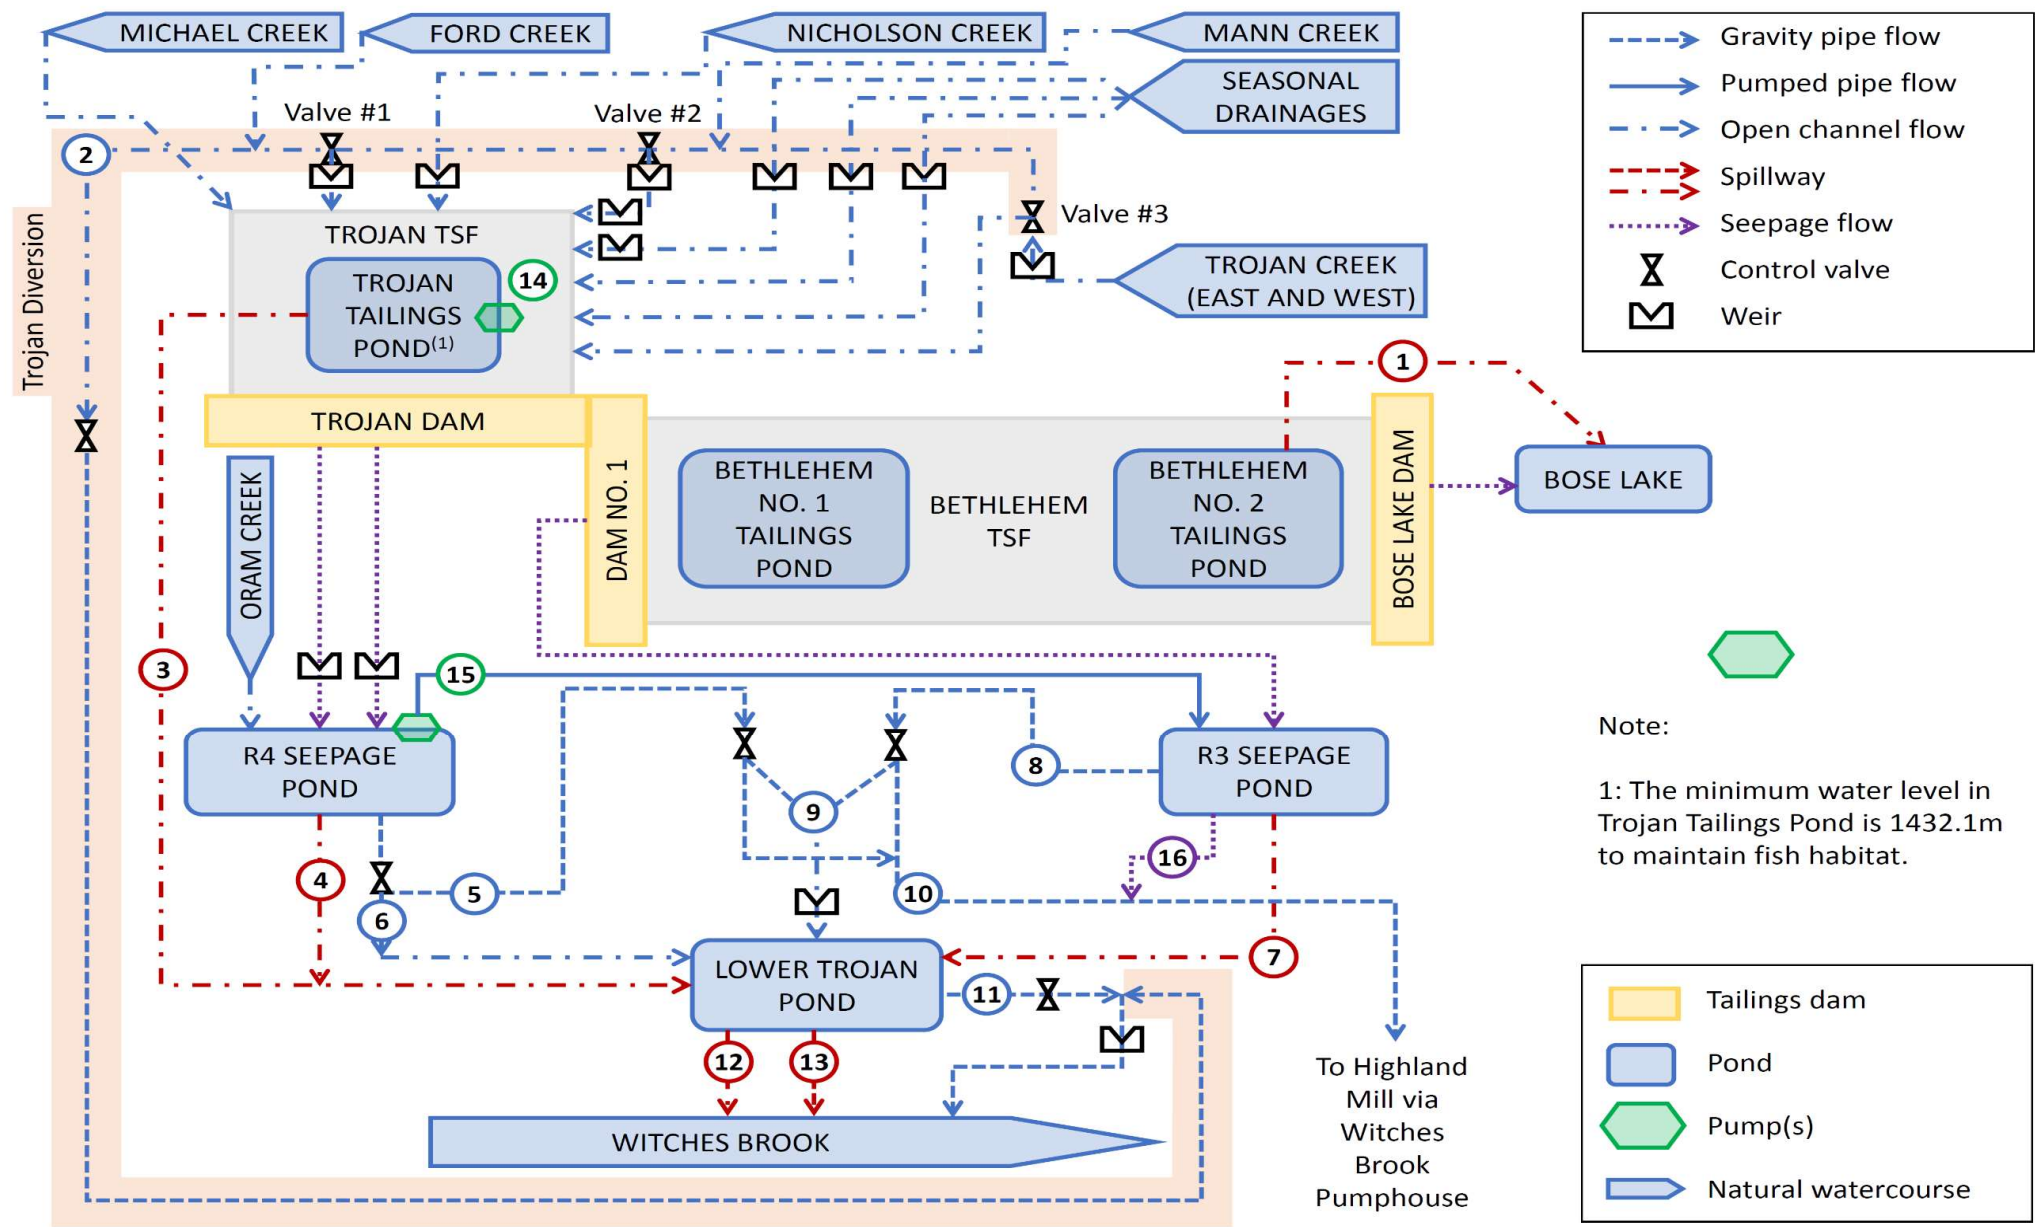 MICHAEL CREEK
FORD CREEK
NICHOLSON CREEK
MANN CREEK
SEASONAL
DRAINAGES
Valve #1
Valve #2
2
Valve #3
TROJAN CREEK
(EAST AND WEST)
Trojan Diversion
TROJAN TSF
TROJAN
TAILINGS
POND(1)
14
1
TROJAN DAM
DAM NO. 1
BETHLEHEM
NO. 1
TAILINGS
POND
BETHLEHEM
TSF
BETHLEHEM
NO. 2
TAILINGS
POND
BOSE LAKE DAM
BOSE LAKE
ORAM CREEK
3
15
R4 SEEPAGE
POND
8
R3 SEEPAGE
POND
9
16
4
5
10
6
7
LOWER TROJAN
POND
11
12
13
WITCHES BROOK
To Highland
Mill via
Witches
Brook
Pumphouse
Gravity pipe flow
Pumped pipe flow
Open channel flow
Spillway
Seepage flow
Control valve
Weir
Note:
1: The minimum water level in
Trojan Tailings Pond is 1432.1m
to maintain fish habitat.
Tailings dam
Pond
Pump(s)
Natural watercourse